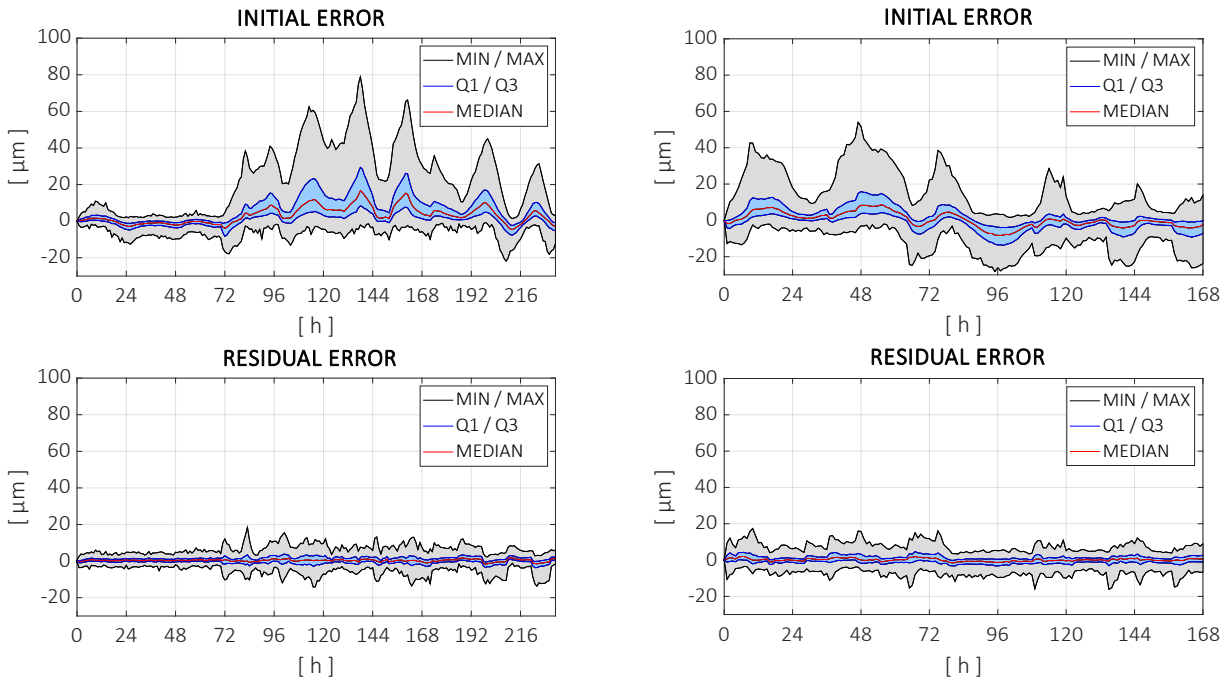 INITIAL ERROR
100
80
60
40
20
0
-20
[ µm ]
MIN / MAX
Q1 / Q3
MEDIAN
0 24 48 72 96 120 144 168 192 216
[ h ]
INITIAL ERROR
100
80
60
40
20
0
-20
[ µm ]
MIN / MAX
Q1 / Q3
MEDIAN
0 24 48 72 96 120 144 168
[ h ]
RESIDUAL ERROR
100
80
60
40
20
0
-20
[ µm ]
MIN / MAX
Q1 / Q3
MEDIAN
0 24 48 72 96 120 144 168 192 216
[ h ]
RESIDUAL ERROR
100
80
60
40
20
0
-20
[ µm ]
MIN / MAX
Q1 / Q3
MEDIAN
0 24 48 72 96 120 144 168
[ h ]